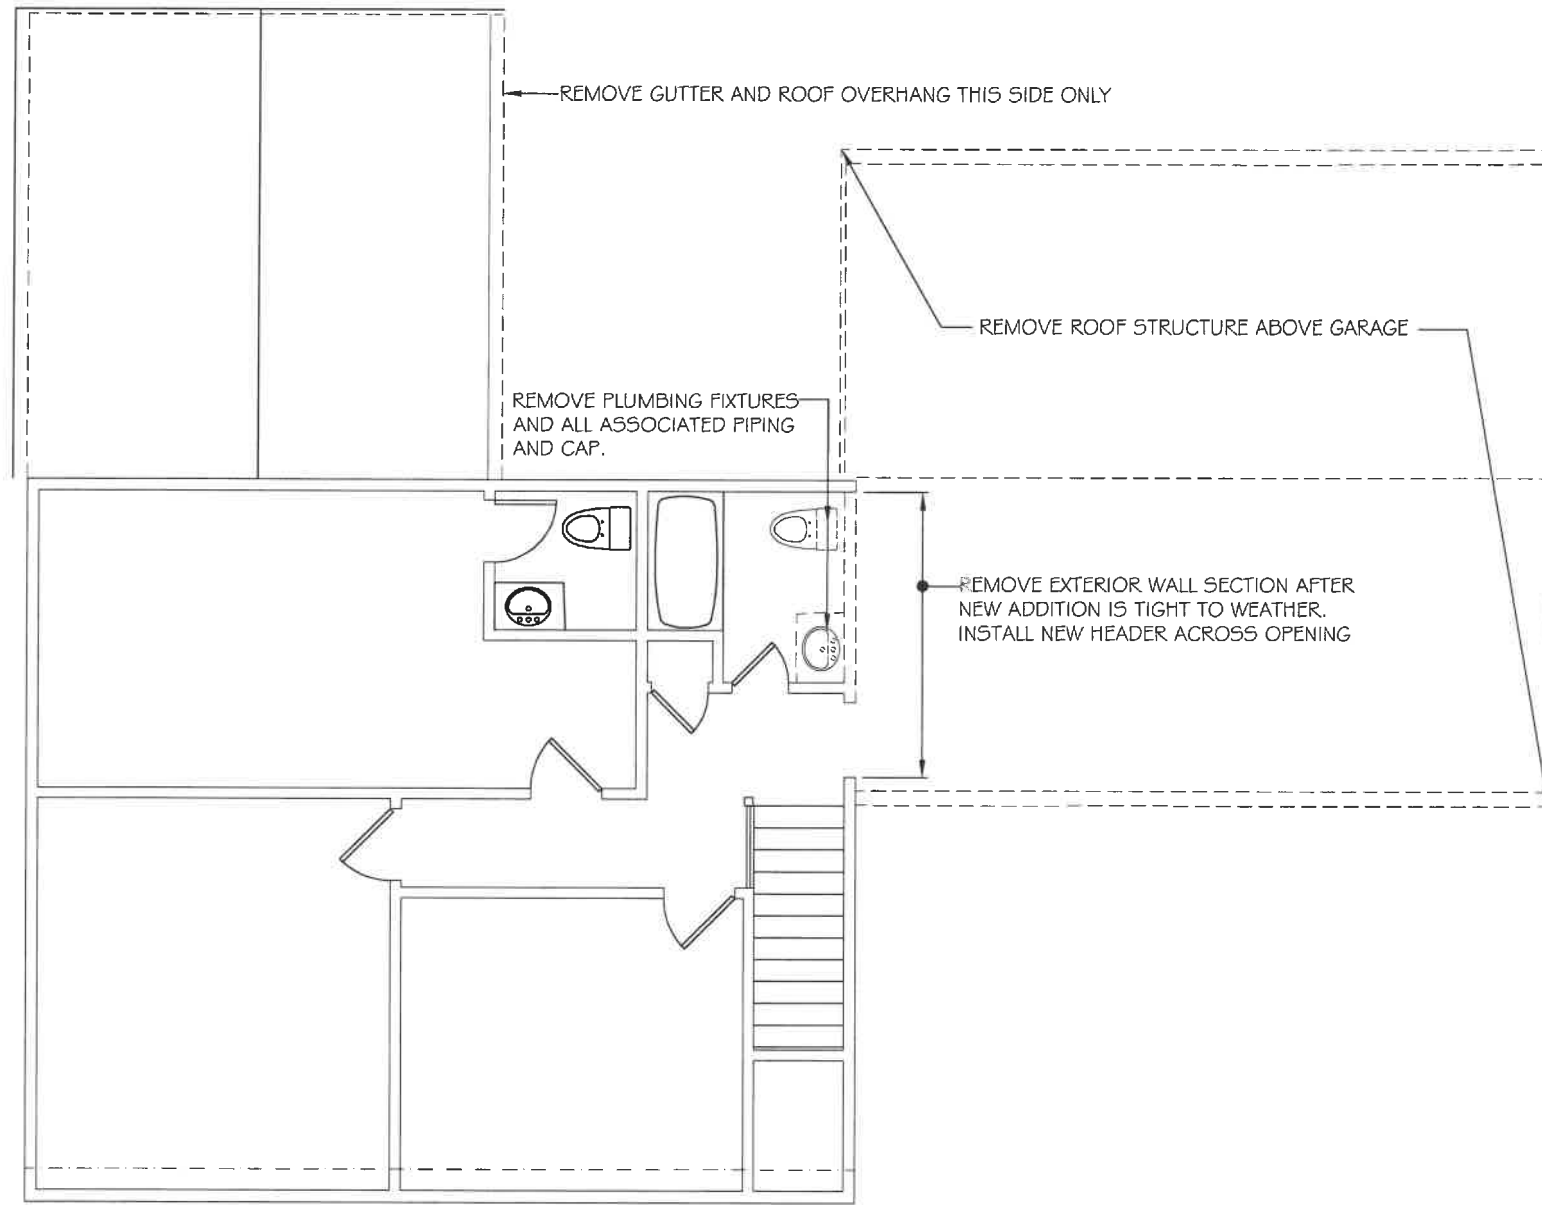 REMOVE GUTTER AND ROOF OVERHANG THIS SIDE ONLY
REMOVE ROOF STRUCTURE ABOVE GARAGE
REMOVE PLUMBING FIXTURES
AND ALL ASSOCIATED PIPING
AND CAP.
REMOVE EXTERIOR WALL SECTION AFTER
NEW ADDITION IS TIGHT TO WEATHER.
INSTALL NEW HEADER ACROSS OPENING